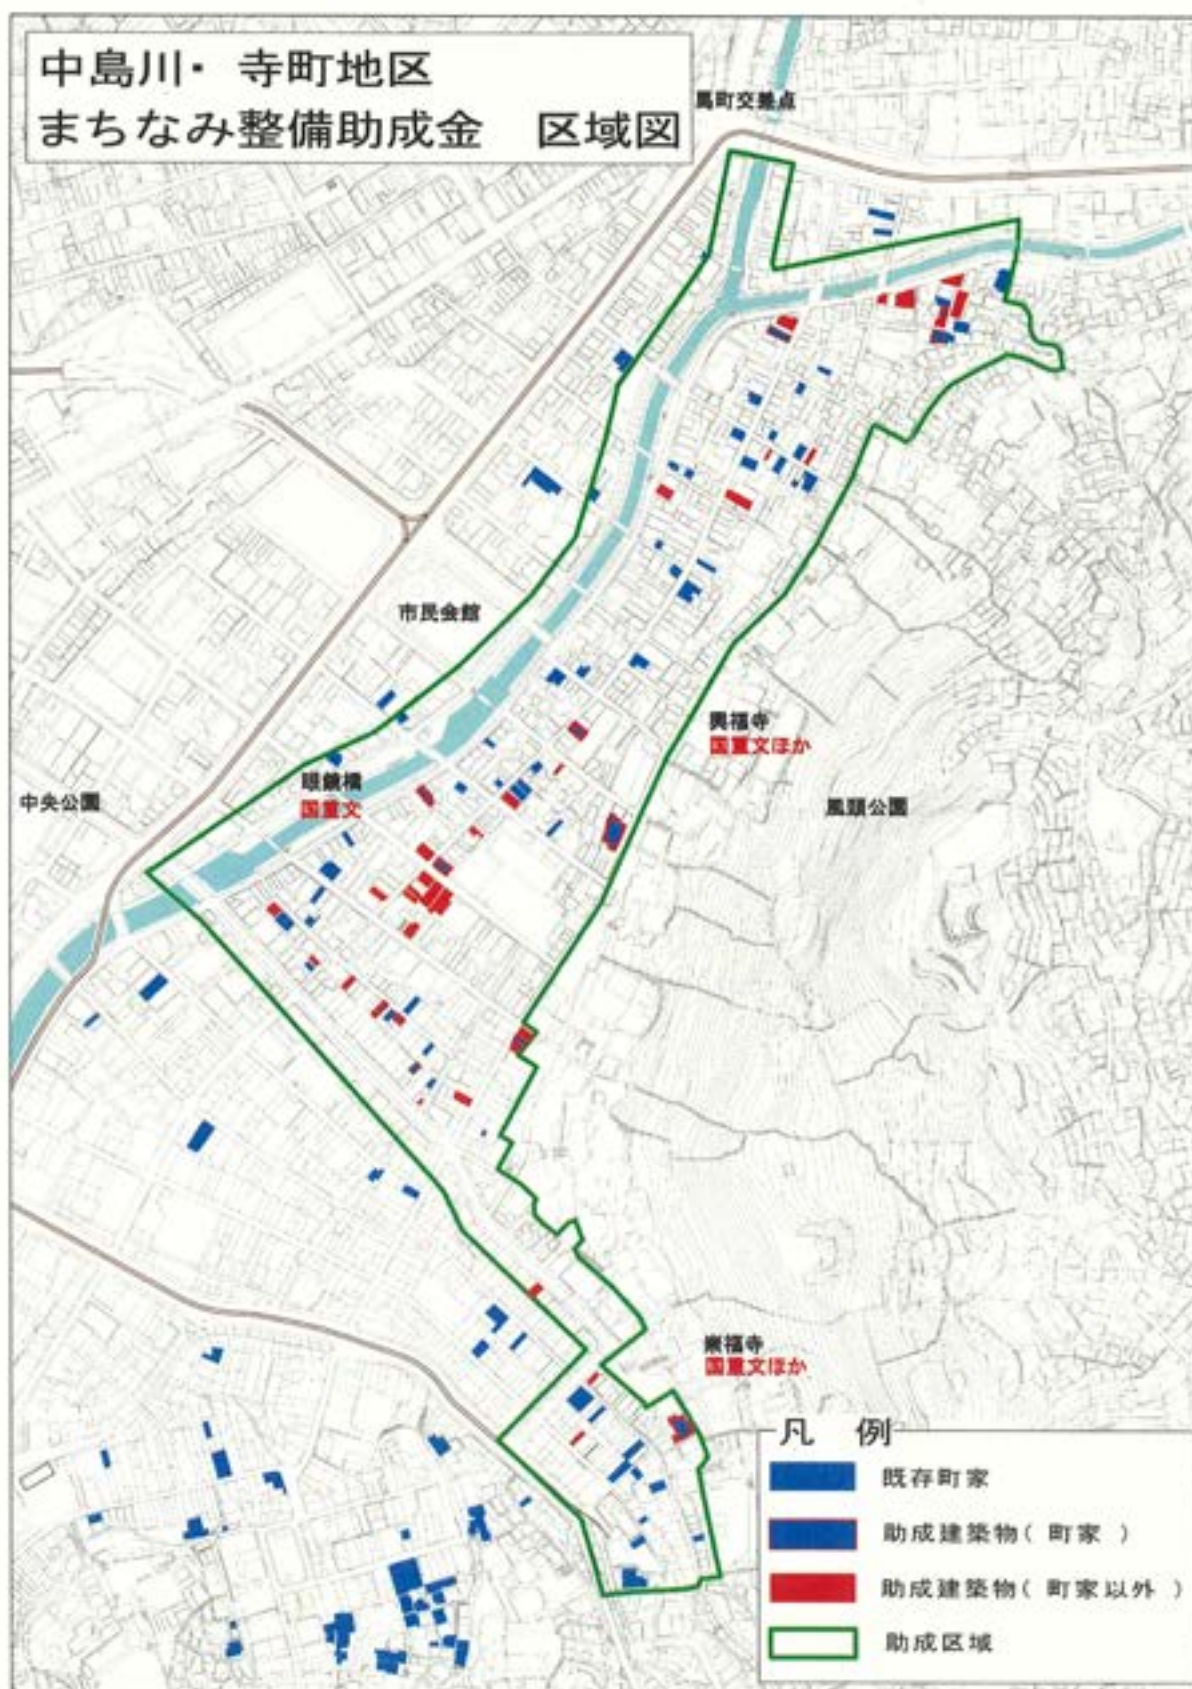 中島川・寺町地区
まちなみ整備助成金　区域図
馬町交差点
市民会館
興福寺
国重文ほか
眼鏡橋
国重文
中央公園
風頭公園
崇福寺
国重文ほか
凡　例
既存町家
助成建築物（ 町家 ）
助成建築物（ 町家以外 ）
助成区域